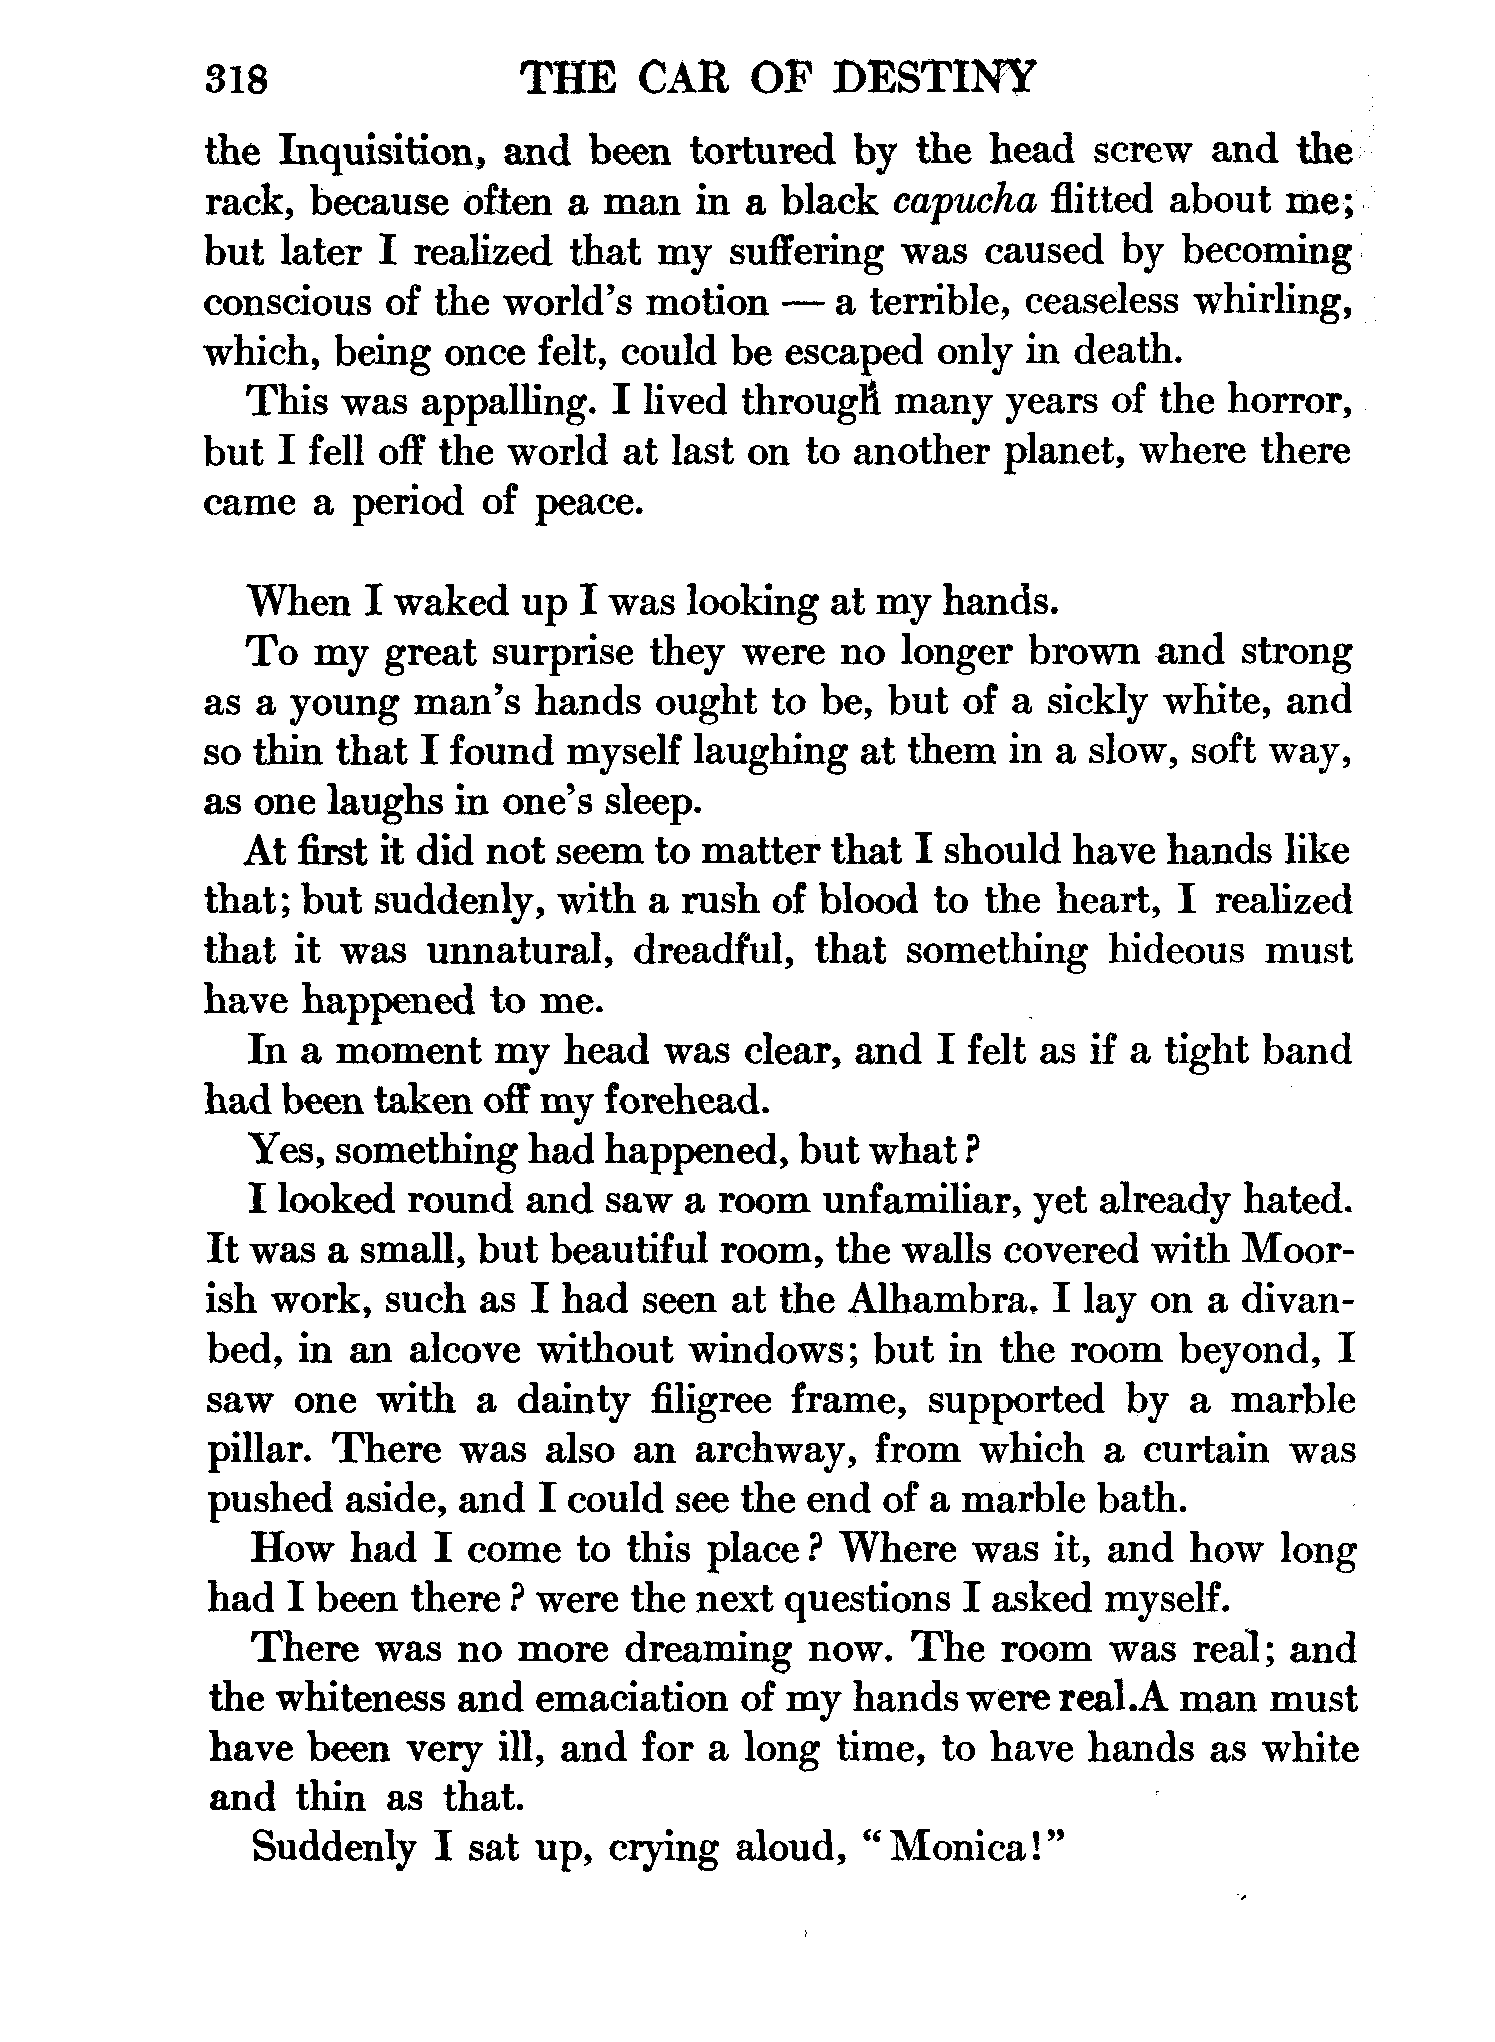 318 THE CAR OF DESTINY
the Inquisition, and been tortured by the head screw and the
rack, because often a man in a black capucha flitted about me;
but later I realized that my suffering was caused by becoming
conscious of the world's motion — a terrible, ceaseless whirling,
which, being once felt, could be escaped only in death.
This was appalling. I lived through many years of the horror,
but I fell off the world at last on to another planet, where there
came a period of peace.
When I waked up I was looking at my hands.
To my great surprise they were no longer brown and strong
as a young man's hands ought to be, but of a sickly white, and
so thin that I found myself laughing at them in a slow, soft way,
as one laughs in one's sleep.
At first it did not seem to matter that I should have hands like
that; but suddenly, with a rush of blood to the heart, I realized
that it was unnatural, dreadful, that something hideous must
have happened to me.
In a moment my head was clear, and I felt as if a tight band
had been taken off my forehead.
Yes, something had happened, but what?
I looked round and saw a room unfamiliar, yet already hated.
It was a small, but beautiful room, the walls covered with Moor-
ish work, such as I had seen at the Alhambra. I lay on a divan-
bed, in an alcove without windows; but in the room beyond, I
saw one with a dainty filigree frame, supported by a marble
pillar. There was also an archway, from which a curtain was
pushed aside, and I could see the end of a marble bath.
How had I come to this place? Where was it, and how long
had I been there? were the next questions I asked myself.
There was no more dreaming now. The room was real; and
the whiteness and emaciation of my hands were real.A man must
have been very ill, and for a long time, to have hands as white
and thin as that.
Suddenly I sat up, crying aloud, "Monica!"